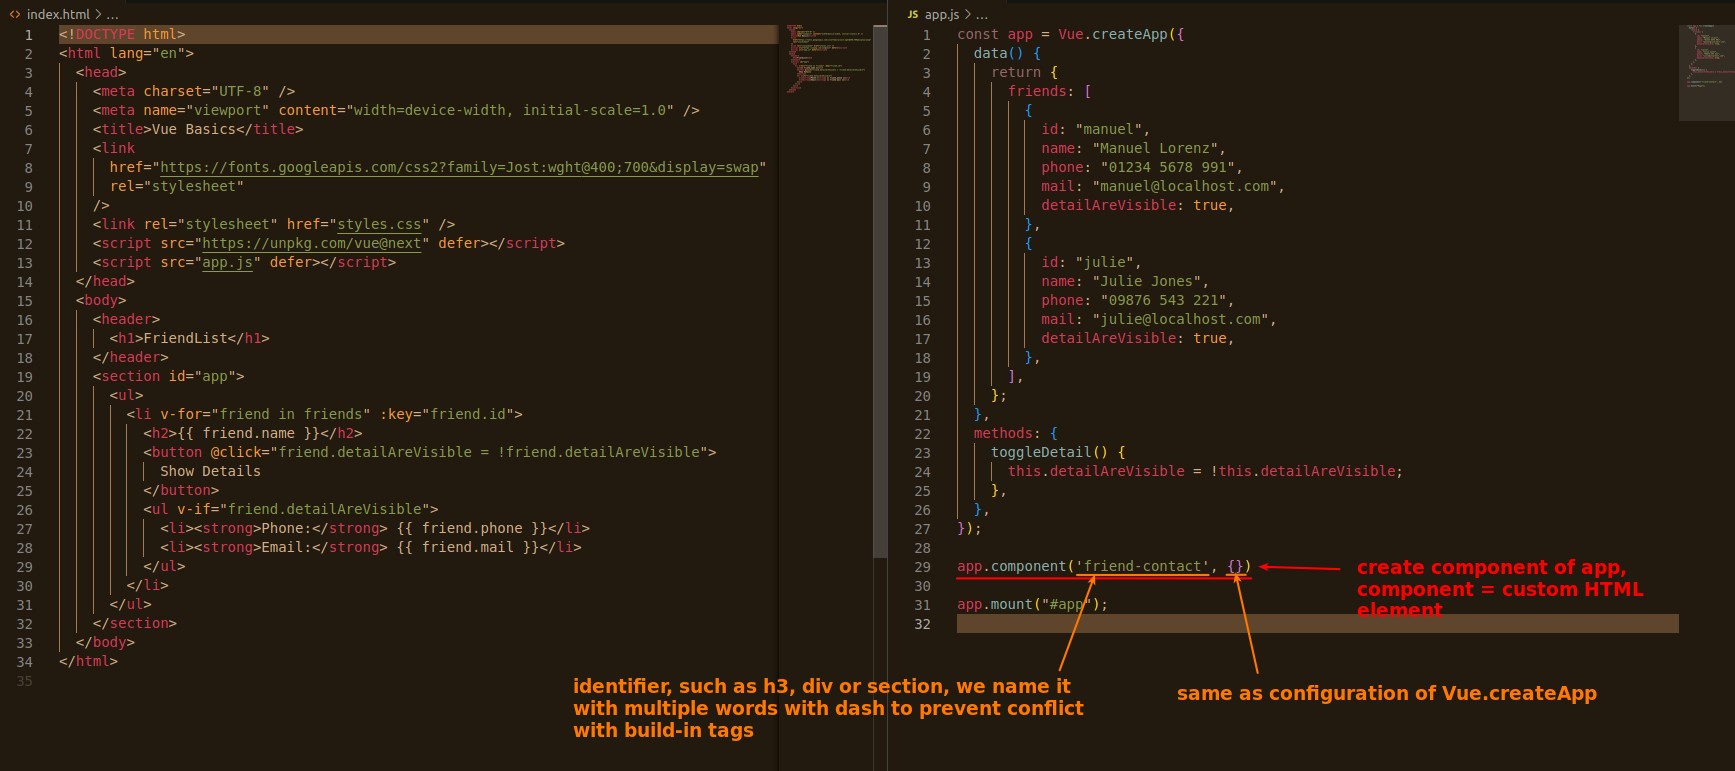 index.html > ...
1 <!DOCTYPE html>
2 <html lang="en">
3 <head>
4 <meta charset="UTF-8" />
5 <meta name="viewport" content="width=device-width, initial-scale=1.0" />
6 <title>Vue Basics</title>
7 <link
8 href="https://fonts.googleapis.com/css2?family=Jost:wght@400;700&display=swap"
9 rel="stylesheet"
10 />
11 <link rel="stylesheet" href="styles.css" />
12 <script src="https://unpkg.com/vue@next" defer></script>
13 <script src="app.js" defer></script>
14 </head>
15 <body>
16 <header>
17 <h1>FriendList</h1>
18 </header>
19 <section id="app">
20 <ul>
21 <li v-for="friend in friends" :key="friend.id">
22 <h2>{{ friend.name }}</h2>
23 <button @click="friend.detailAreVisible = !friend.detailAreVisible">
24 Show Details
25 </button>
26 <ul v-if="friend.detailAreVisible">
27 <li><strong>Phone:</strong> {{ friend.phone }}</li>
28 <li><strong>Email:</strong> {{ friend.mail }}</li>
29 </ul>
30 </li>
31 </ul>
32 </section>
33 </body>
34 </html>
35
JS app.js > ...
1 const app = Vue.createApp({
2 data() {
3 return {
4 friends: [
5 {
6 id: "manuel",
7 name: "Manuel Lorenz",
8 phone: "01234 5678 991",
9 mail: "manuel@localhost.com",
10 detailAreVisible: true,
11 },
12 {
13 id: "julie",
14 name: "Julie Jones",
15 phone: "09876 543 221",
16 mail: "julie@localhost.com",
17 detailAreVisible: true,
18 },
19 ],
20 };
21 },
22 methods: {
23 toggleDetail() {
24 this.detailAreVisible = !this.detailAreVisible;
25 },
26 },
27 });
28
29 app.component('friend-contact', {})
30
31 app.mount("#app");
32
create component of app,
component = custom HTML
element
identifier, such as h3, div or section, we name it
with multiple words with dash to prevent conflict
with build-in tags
same as configuration of Vue.createApp